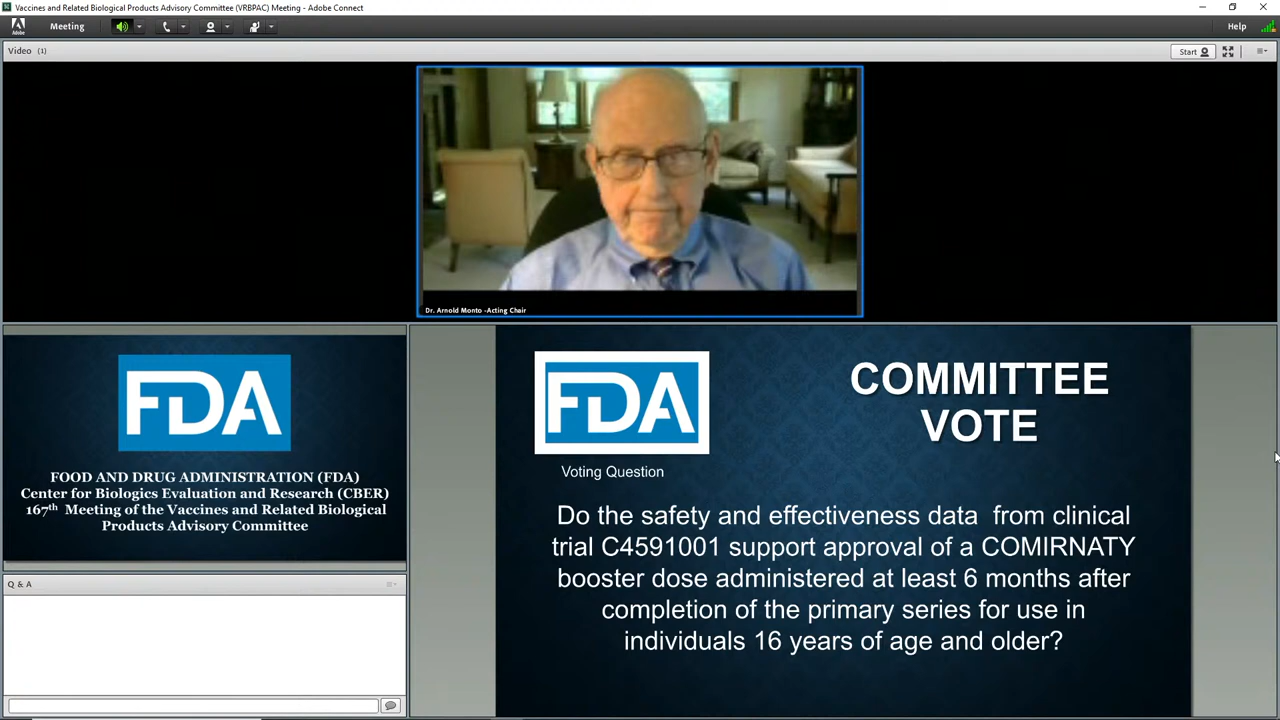 Vaccines and Related Biological Products Advisory Committee (VRBPAC) Meeting - Adobe Connect
Adobe
Meeting
Help
Video (1)
Start
Dr. Arnold Monto -Acting Chair
FDA
FOOD AND DRUG ADMINISTRATION (FDA)
Center for Biologics Evaluation and Research (CBER)
167th Meeting of the Vaccines and Related Biological
Products Advisory Committee
Q & A
FDA
COMMITTEE
VOTE
Voting Question
Do the safety and effectiveness data from clinical
trial C4591001 support approval of a COMIRNATY
booster dose administered at least 6 months after
completion of the primary series for use in
individuals 16 years of age and older?